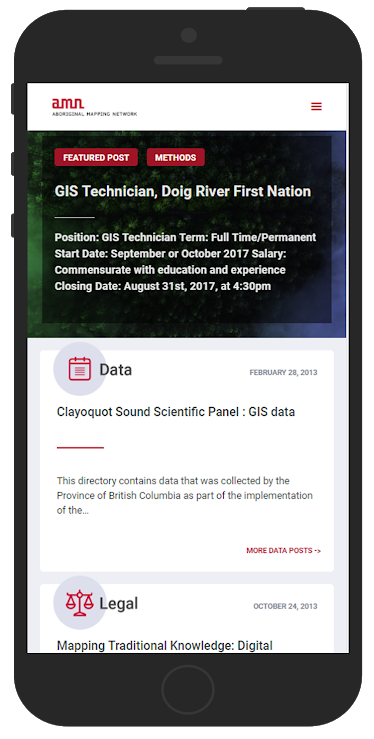 amn
ABORIGINAL MAPPING NETWORK
FEATURED POST METHODS
GIS Technician, Doig River First Nation
Position: GIS Technician Term: Full Time/Permanent
Start Date: September or October 2017 Salary:
Commensurate with education and experience
Closing Date: August 31st, 2017, at 4:30pm
Data FEBRUARY 28, 2013
Clayoquot Sound Scientific Panel : GIS data
This directory contains data that was collected by the
Province of British Columbia as part of the implementation
of the...
MORE DATA POSTS ->
Legal OCTOBER 24, 2013
Mapping Traditional Knowledge: Digital